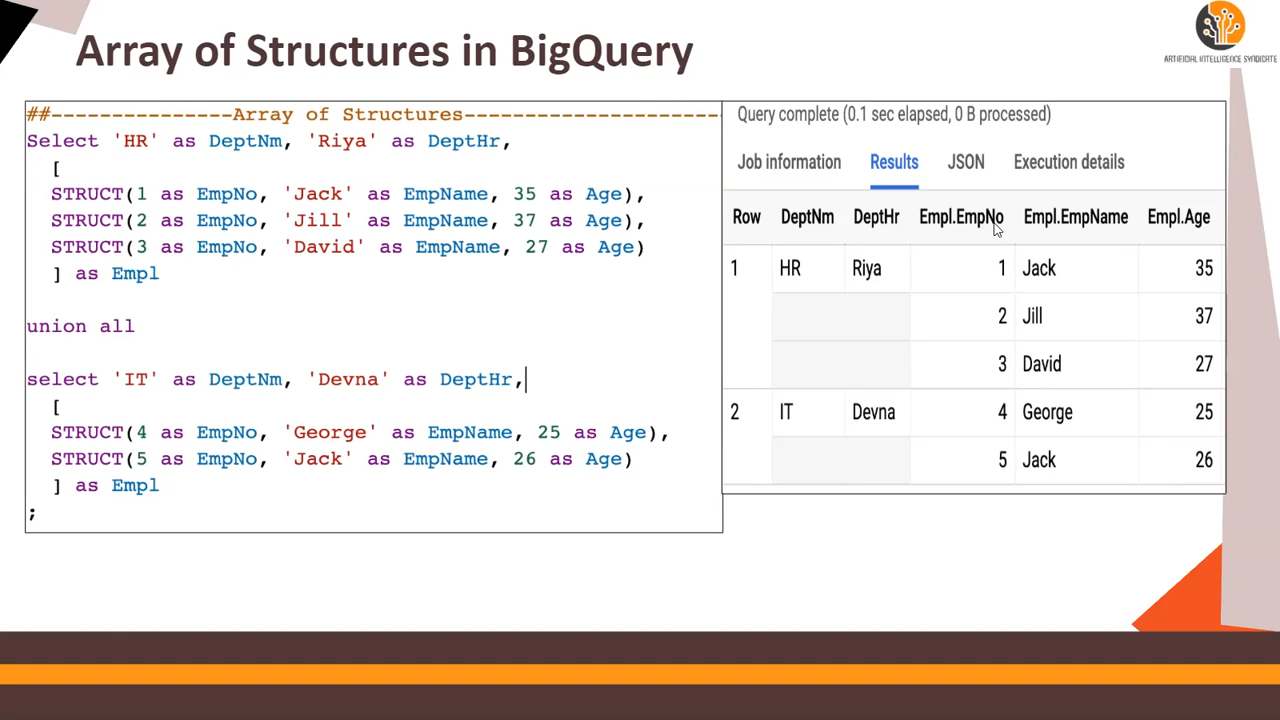 Array of Structures in BigQuery
ARTIFICIAL INTELLIGENCE SYNDICATE
##---------------Array of Structures---------------------
Select 'HR' as DeptNm, 'Riya' as DeptHr,
[
STRUCT(1 as EmpNo, 'Jack' as EmpName, 35 as Age),
STRUCT(2 as EmpNo, 'Jill' as EmpName, 37 as Age),
STRUCT(3 as EmpNo, 'David' as EmpName, 27 as Age)
] as Empl
union all
select 'IT' as DeptNm, 'Devna' as DeptHr,
[
STRUCT(4 as EmpNo, 'George' as EmpName, 25 as Age),
STRUCT(5 as EmpNo, 'Jack' as EmpName, 26 as Age)
] as Empl
;
Query complete (0.1 sec elapsed, 0 B processed)
Job information Results JSON Execution details
Row DeptNm DeptHr Empl.EmpNo Empl.EmpName Empl.Age
1 HR Riya 1 Jack 35
2 Jill 37
3 David 27
2 IT Devna 4 George 25
5 Jack 26